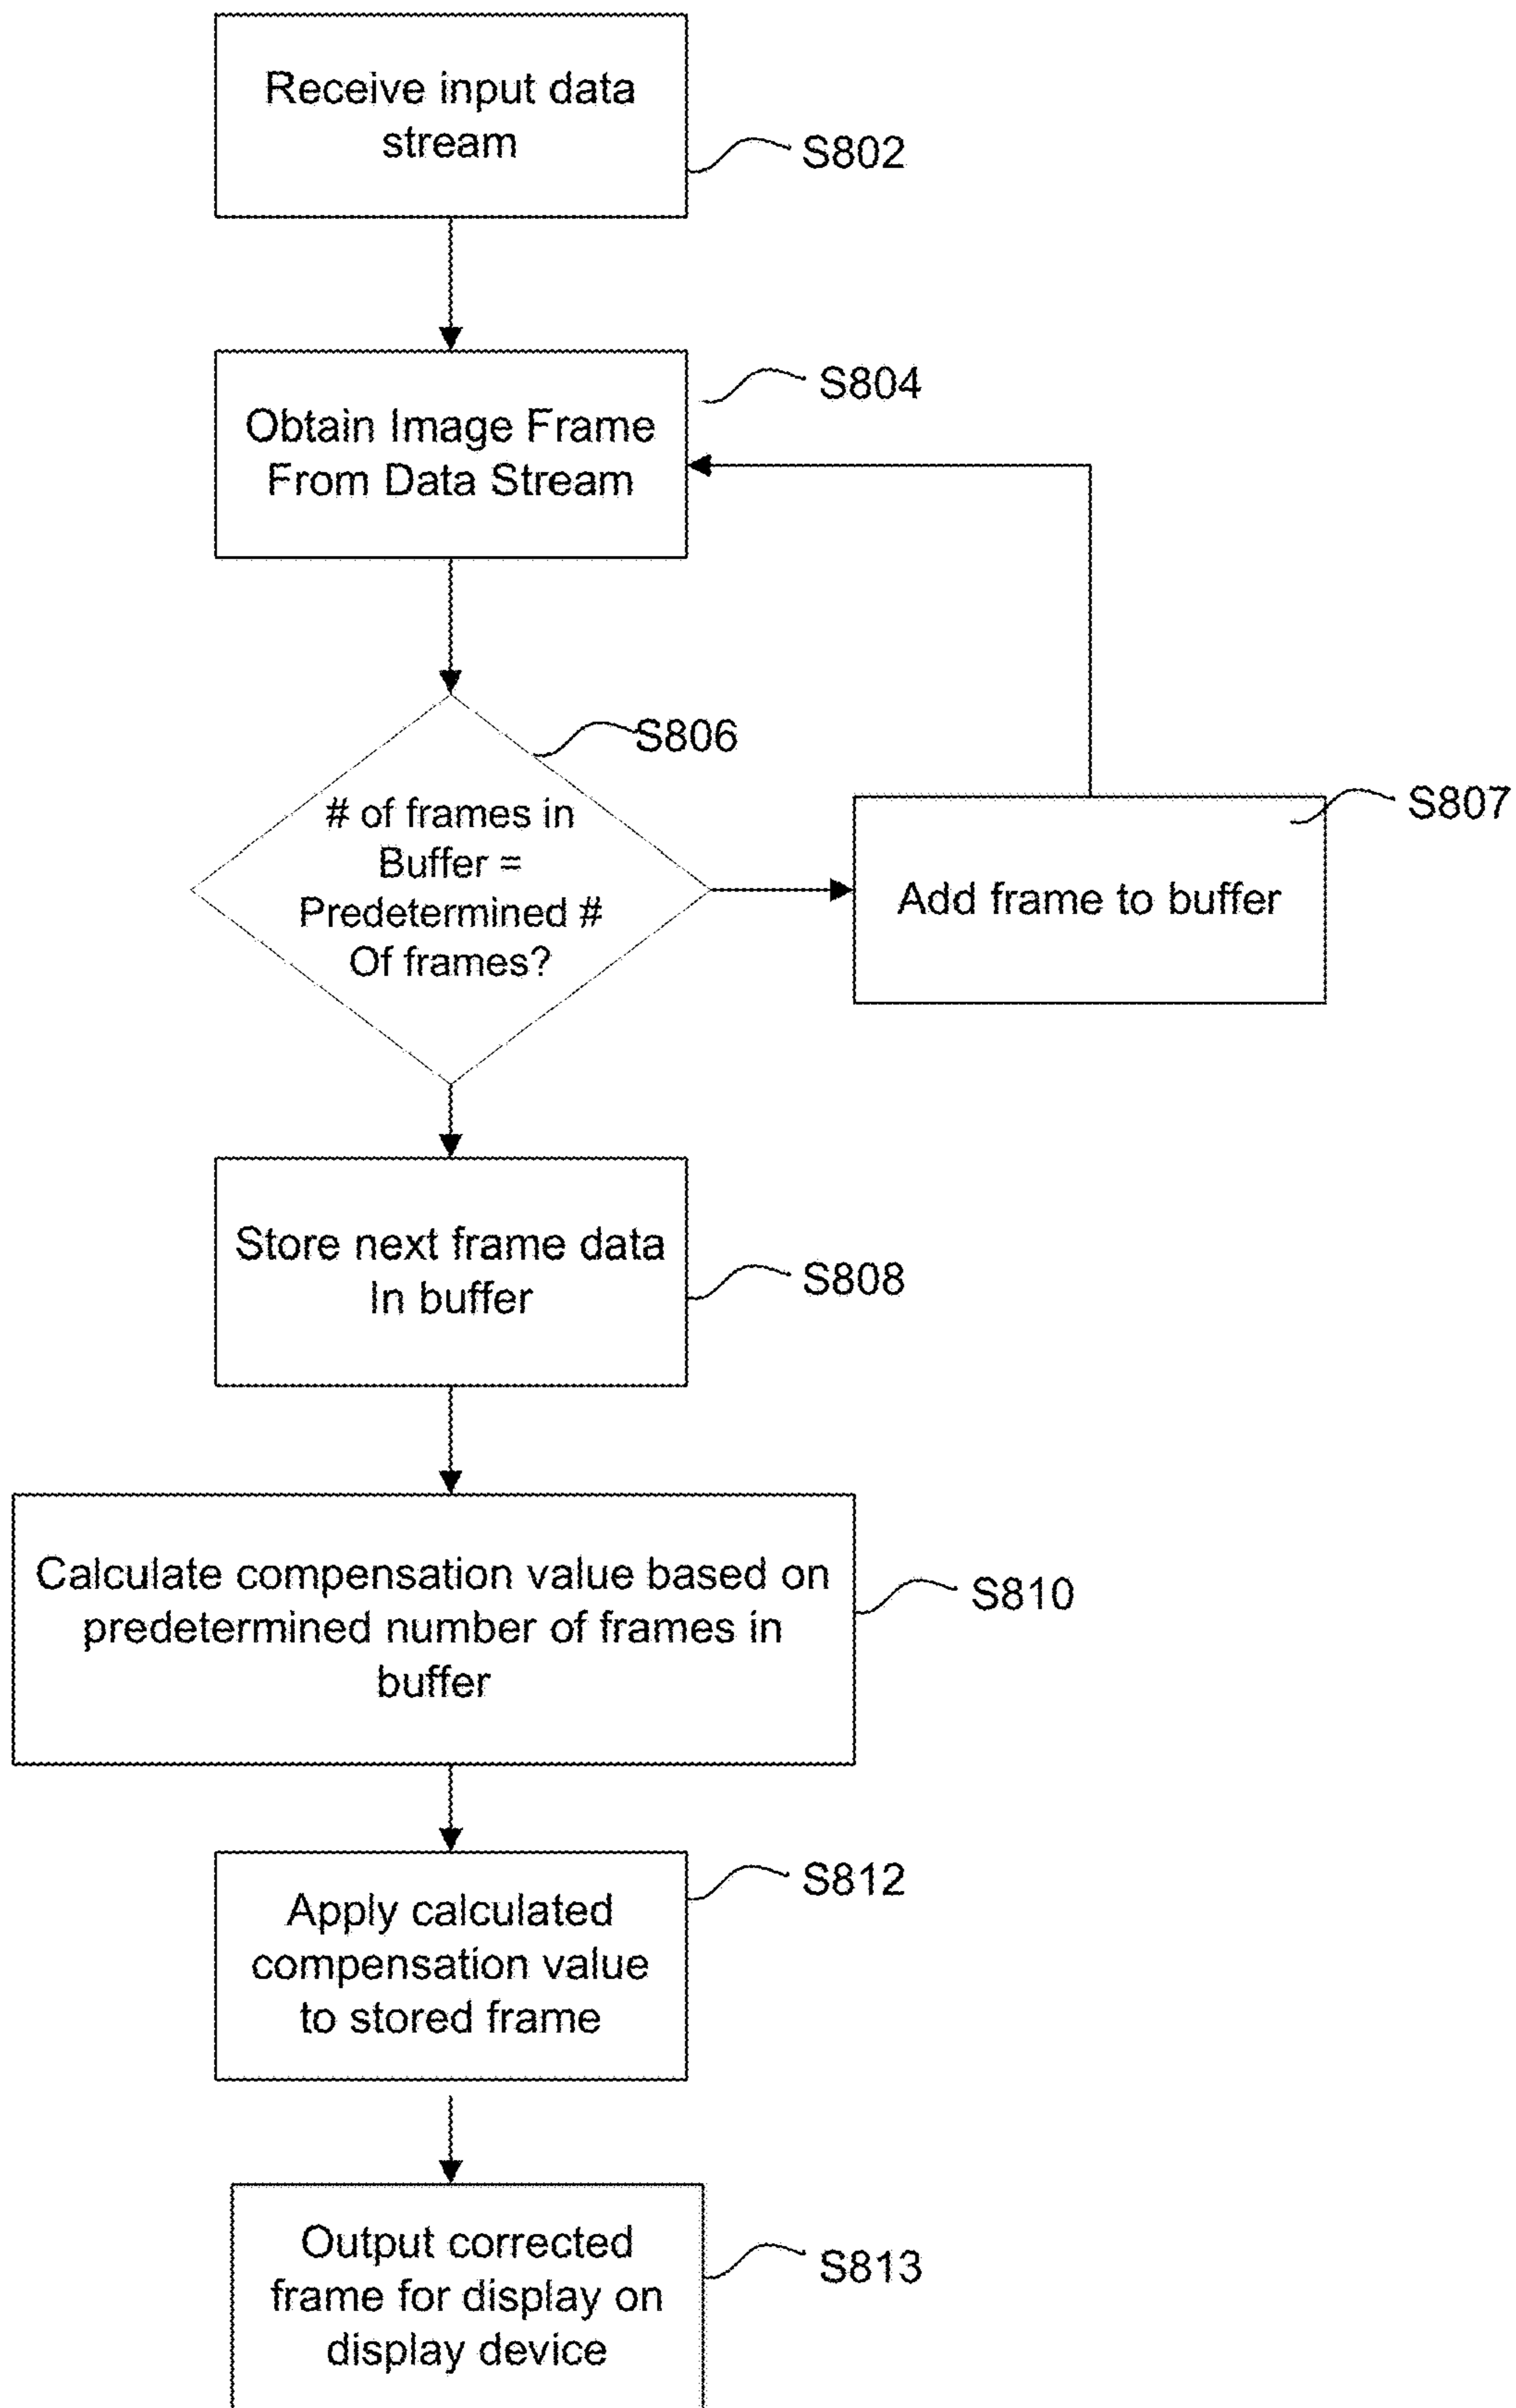 Receive input data
stream
S802
S804
Obtain Image Frame
From Data Stream
S806
# of frames in
Buffer =
Predetermined #
Of frames?
S807
Add frame to buffer
Store next frame data
In buffer
S808
Calculate compensation value based on
predetermined number of frames in
buffer
S810
S812
Apply calculated
compensation value
to stored frame
Output corrected
frame for display on
display device
S813